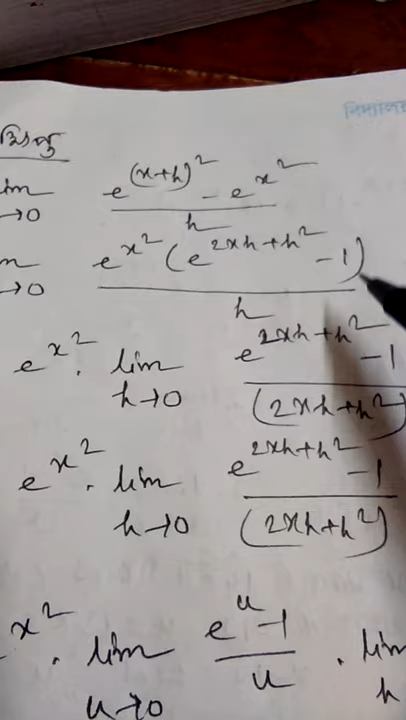 lim h→0 e^{(x+h)^2} - e^{x^2} / h
→0 e^{x^2} (e^{2xh+h^2} - 1) / h
e^{x^2} . lim h→0 e^{2xh+h^2} - 1 / (2xh+h^2)
e^{x^2} . lim h→0 e^{2xh+h^2} - 1 / (2xh+h^2)
x^2 . lim u→0 e^u - 1 / u . lim h